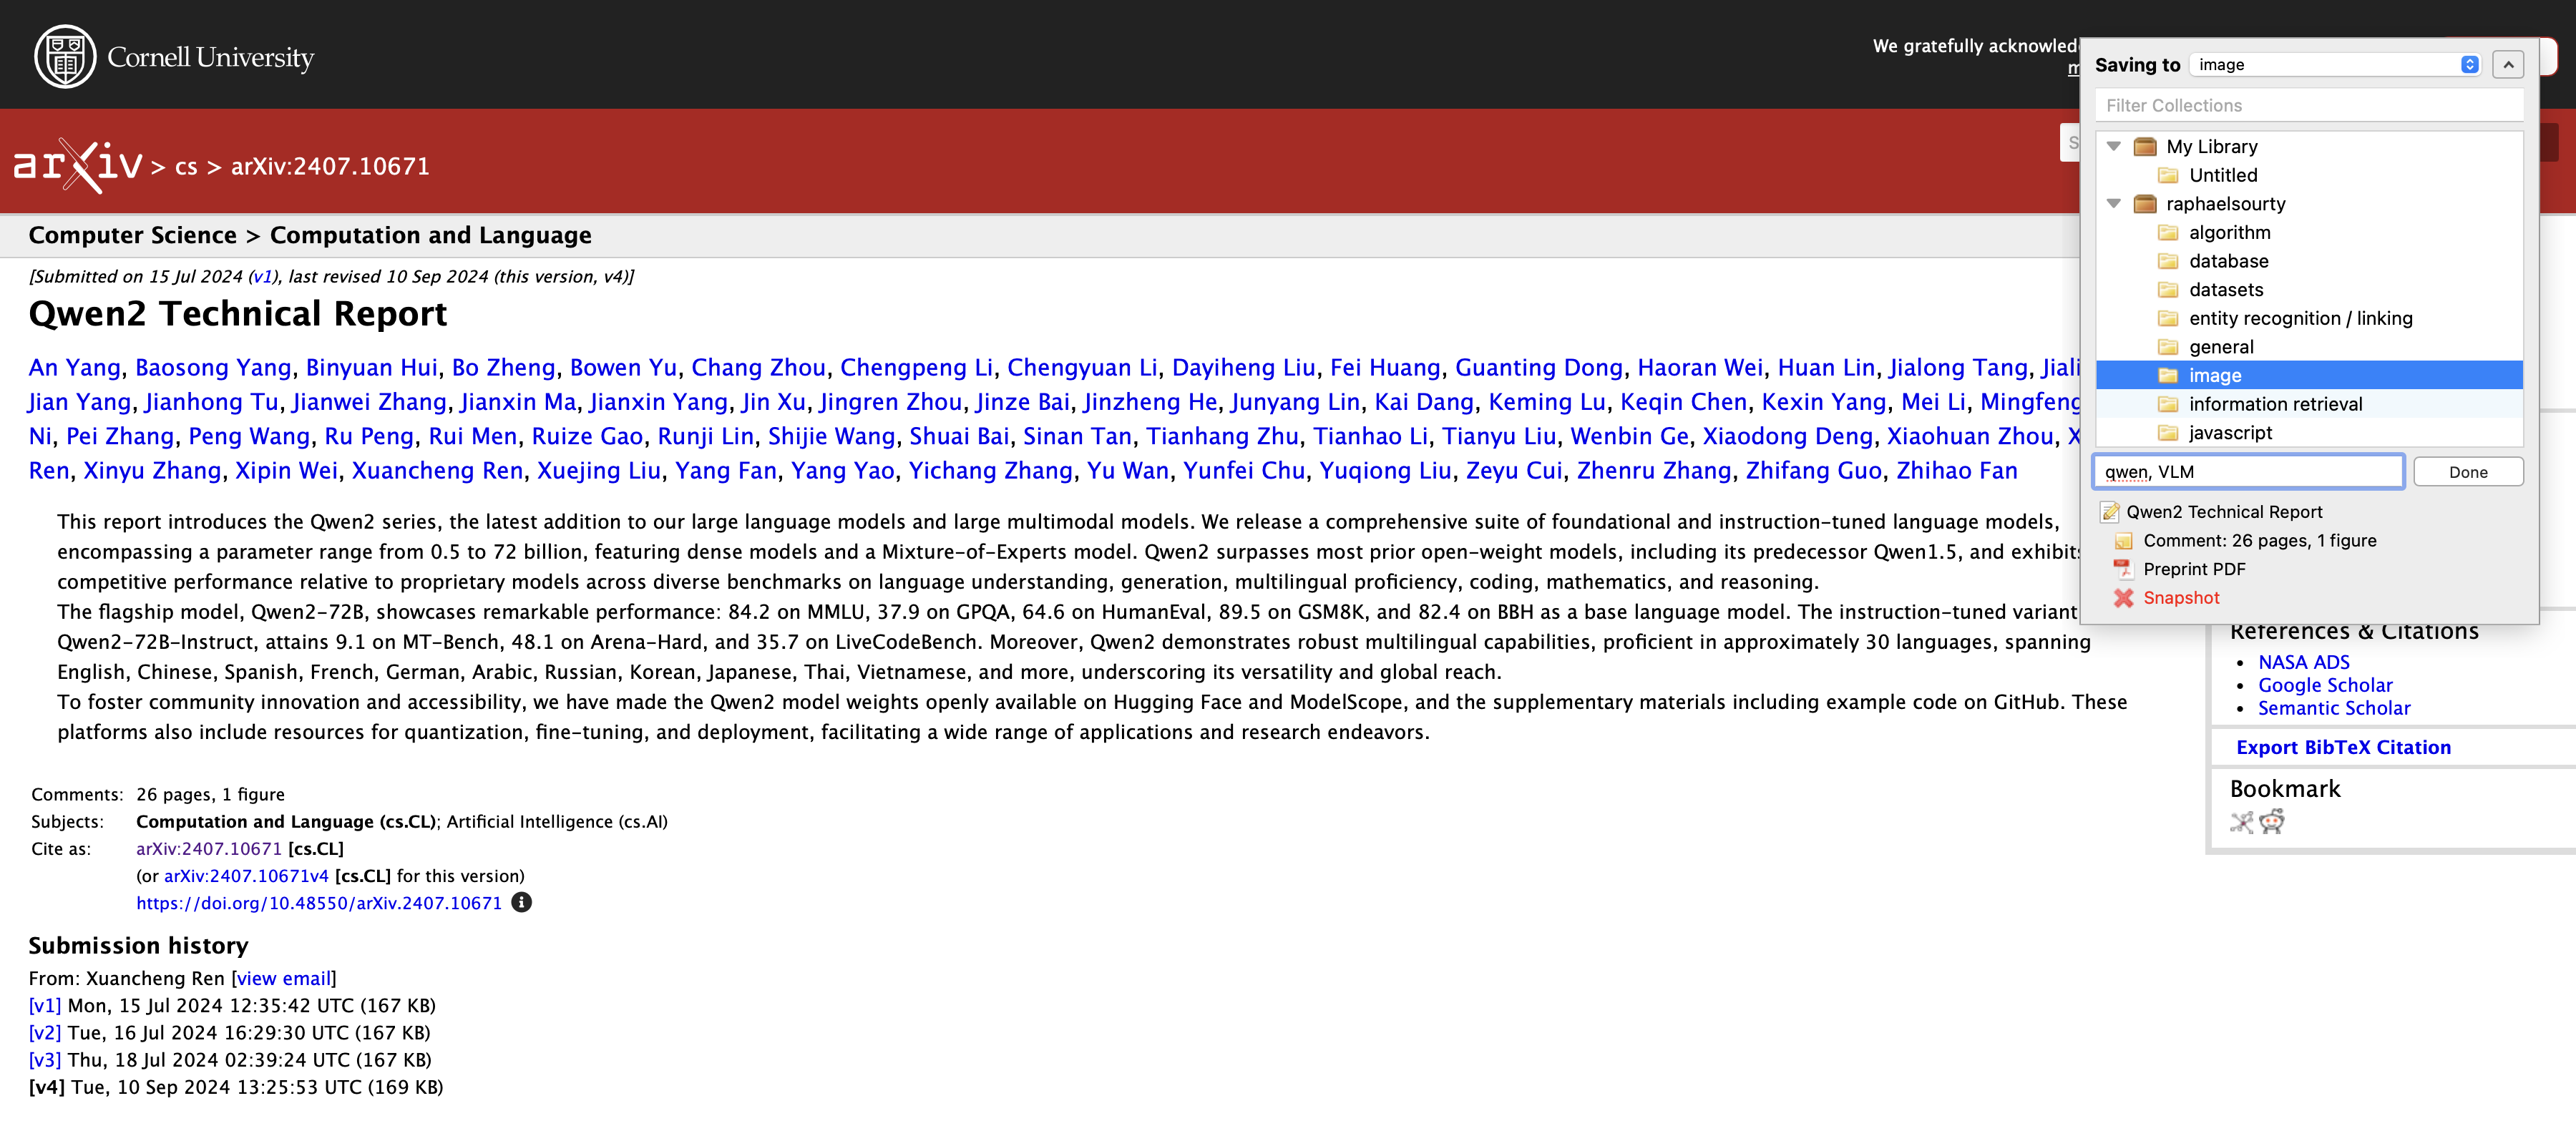 Cornell University
We gratefully acknowled
m
arXiv > cs > arXiv:2407.10671
S
Computer Science > Computation and Language
[Submitted on 15 Jul 2024 (v1), last revised 10 Sep 2024 (this version, v4)]
Qwen2 Technical Report
An Yang, Baosong Yang, Binyuan Hui, Bo Zheng, Bowen Yu, Chang Zhou, Chengpeng Li, Chengyuan Li, Dayiheng Liu, Fei Huang, Guanting Dong, Haoran Wei, Huan Lin, Jialong Tang, Jiali
Jian Yang, Jianhong Tu, Jianwei Zhang, Jianxin Ma, Jianxin Yang, Jin Xu, Jingren Zhou, Jinze Bai, Jinzheng He, Junyang Lin, Kai Dang, Keming Lu, Keqin Chen, Kexin Yang, Mei Li, Mingfeng
Ni, Pei Zhang, Peng Wang, Ru Peng, Rui Men, Ruize Gao, Runji Lin, Shijie Wang, Shuai Bai, Sinan Tan, Tianhang Zhu, Tianhao Li, Tianyu Liu, Wenbin Ge, Xiaodong Deng, Xiaohuan Zhou, X
Ren, Xinyu Zhang, Xipin Wei, Xuancheng Ren, Xuejing Liu, Yang Fan, Yang Yao, Yichang Zhang, Yu Wan, Yunfei Chu, Yuqiong Liu, Zeyu Cui, Zhenru Zhang, Zhifang Guo, Zhihao Fan
This report introduces the Qwen2 series, the latest addition to our large language models and large multimodal models. We release a comprehensive suite of foundational and instruction-tuned language models,
encompassing a parameter range from 0.5 to 72 billion, featuring dense models and a Mixture-of-Experts model. Qwen2 surpasses most prior open-weight models, including its predecessor Qwen1.5, and exhibits
competitive performance relative to proprietary models across diverse benchmarks on language understanding, generation, multilingual proficiency, coding, mathematics, and reasoning.
The flagship model, Qwen2-72B, showcases remarkable performance: 84.2 on MMLU, 37.9 on GPQA, 64.6 on HumanEval, 89.5 on GSM8K, and 82.4 on BBH as a base language model. The instruction-tuned variant
Qwen2-72B-Instruct, attains 9.1 on MT-Bench, 48.1 on Arena-Hard, and 35.7 on LiveCodeBench. Moreover, Qwen2 demonstrates robust multilingual capabilities, proficient in approximately 30 languages, spanning
English, Chinese, Spanish, French, German, Arabic, Russian, Korean, Japanese, Thai, Vietnamese, and more, underscoring its versatility and global reach.
To foster community innovation and accessibility, we have made the Qwen2 model weights openly available on Hugging Face and ModelScope, and the supplementary materials including example code on GitHub. These
platforms also include resources for quantization, fine-tuning, and deployment, facilitating a wide range of applications and research endeavors.
Comments: 26 pages, 1 figure
Subjects: Computation and Language (cs.CL); Artificial Intelligence (cs.AI)
Cite as: arXiv:2407.10671 [cs.CL]
(or arXiv:2407.10671v4 [cs.CL] for this version)
https://doi.org/10.48550/arXiv.2407.10671
Submission history
From: Xuancheng Ren [view email]
[v1] Mon, 15 Jul 2024 12:35:42 UTC (167 KB)
[v2] Tue, 16 Jul 2024 16:29:30 UTC (167 KB)
[v3] Thu, 18 Jul 2024 02:39:24 UTC (167 KB)
[v4] Tue, 10 Sep 2024 13:25:53 UTC (169 KB)
Saving to image
Filter Collections
My Library
Untitled
raphaelsourty
algorithm
database
datasets
entity recognition / linking
general
image
information retrieval
javascript
qwen, VLM
Done
Qwen2 Technical Report
Comment: 26 pages, 1 figure
Preprint PDF
Snapshot
References & Citations
NASA ADS
Google Scholar
Semantic Scholar
Export BibTeX Citation
Bookmark